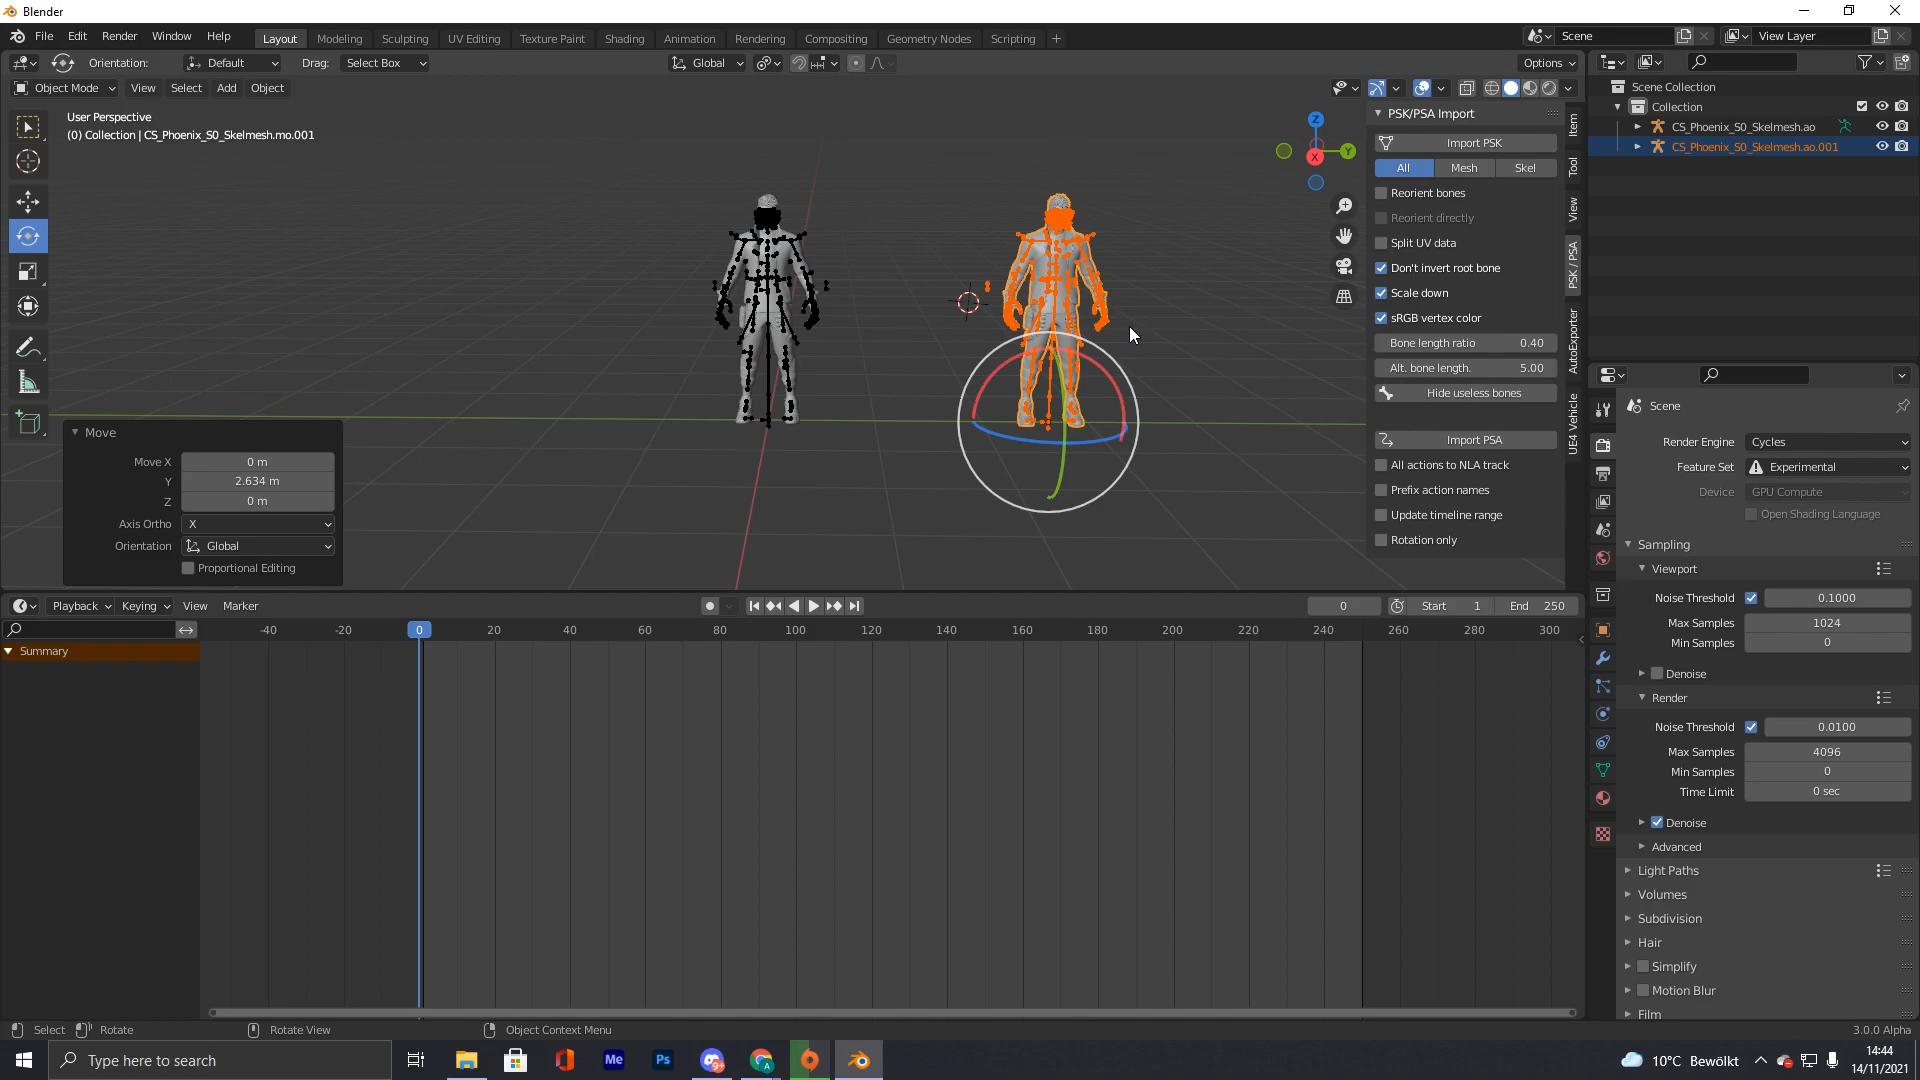 Blender
File Edit Render Window Help Layout Modeling Sculpting UV Editing Texture Paint Shading Animation Rendering Compositing Geometry Nodes Scripting + Scene View Layer
Orientation: Default Drag: Select Box Global Options
Object Mode View Select Add Object
User Perspective
(0) Collection | CS_Phoenix_S0_Skelmesh.mo.001
Z
Y
X
PSK/PSA Import
Import PSK
All Mesh Skel
Reorient bones
Reorient directly
Split UV data
Don't invert root bone
Scale down
sRGB vertex color
Bone length ratio 0.40
Alt. bone length. 5.00
Hide useless bones
Import PSA
All actions to NLA track
Prefix action names
Update timeline range
Rotation only
Item
Tool
View
PSK / PSA
AutoExporter
UE4 Vehicle
Move
Move X 0 m
Y 2.634 m
Z 0 m
Axis Ortho X
Orientation Global
Proportional Editing
Scene Collection
Collection
CS_Phoenix_S0_Skelmesh.ao
CS_Phoenix_S0_Skelmesh.ao.001
Scene
Render Engine Cycles
Feature Set Experimental
Device GPU Compute
Open Shading Language
Sampling
Viewport
Noise Threshold 0.1000
Max Samples 1024
Min Samples 0
Denoise
Render
Noise Threshold 0.0100
Max Samples 4096
Min Samples 0
Time Limit 0 sec
Denoise
Advanced
Light Paths
Volumes
Subdivision
Hair
Simplify
Motion Blur
Film
Playback Keying View Marker 0 Start 1 End 250
-40 -20 0 20 40 60 80 100 120 140 160 180 200 220 240 260 280 300
Summary
Select Rotate Rotate View Object Context Menu 3.0.0 Alpha
Type here to search Me Ps 9+ A 10°C Bewölkt 14:44
14/11/2021